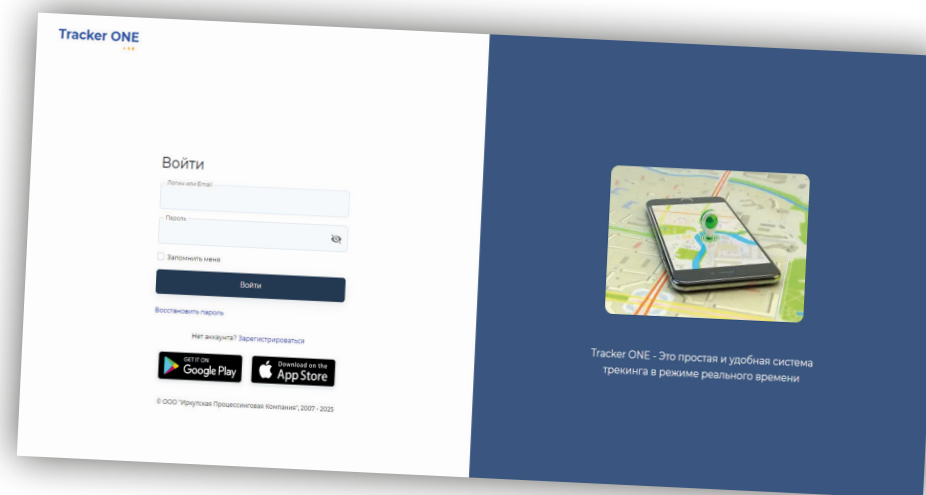 Tracker ONE
Войти
Логин или Email
Пароль
Запомнить меня
Войти
Восстановить пароль
Нет аккаунта? Зарегистрироваться
GET IT ON
Google Play
Download on the
App Store
© ООО "Иркутская Процессинговая Компания", 2007 - 2025
Tracker ONE - Это простая и удобная система
трекинга в режиме реального времени